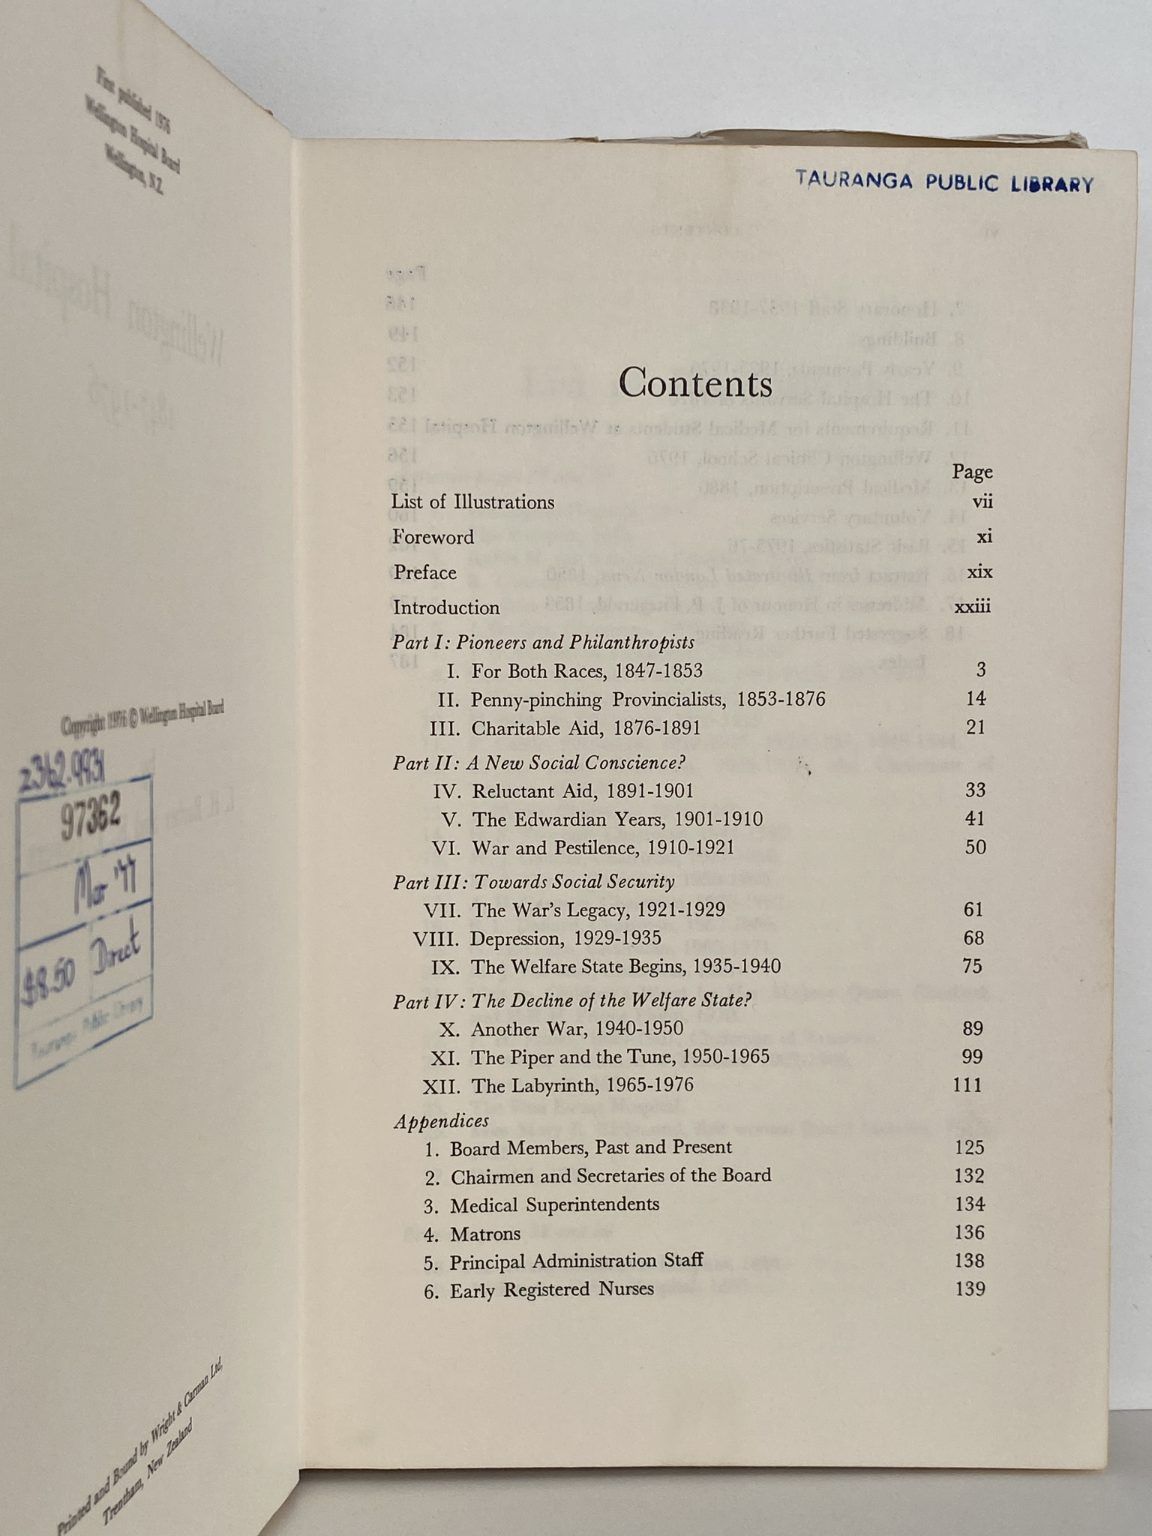 First published 1976
Wellington Hospital Board
Wellington, N.Z.
Copyright 1976 © Wellington Hospital Board
z362.9931
97362
Mar '77
$8.50 Direct
Tauranga Public Library
Printed and Bound by Wright & Carman Ltd,
Trentham, New Zealand
TAURANGA PUBLIC LIBRARY
Contents
Page
List of Illustrations vii
Foreword xi
Preface xix
Introduction xxiii
Part I: Pioneers and Philanthropists
I. For Both Races, 1847-1853 3
II. Penny-pinching Provincialists, 1853-1876 14
III. Charitable Aid, 1876-1891 21
Part II: A New Social Conscience?
IV. Reluctant Aid, 1891-1901 33
V. The Edwardian Years, 1901-1910 41
VI. War and Pestilence, 1910-1921 50
Part III: Towards Social Security
VII. The War's Legacy, 1921-1929 61
VIII. Depression, 1929-1935 68
IX. The Welfare State Begins, 1935-1940 75
Part IV: The Decline of the Welfare State?
X. Another War, 1940-1950 89
XI. The Piper and the Tune, 1950-1965 99
XII. The Labyrinth, 1965-1976 111
Appendices
1. Board Members, Past and Present 125
2. Chairmen and Secretaries of the Board 132
3. Medical Superintendents 134
4. Matrons 136
5. Principal Administration Staff 138
6. Early Registered Nurses 139